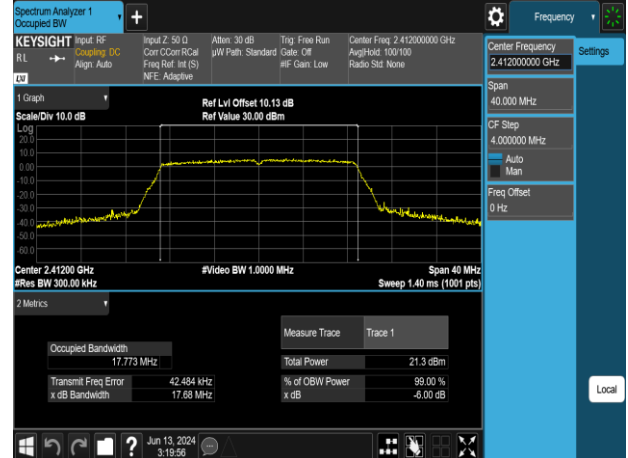 Spectrum Analyzer 1
Occupied BW
+
Frequency
KEYSIGHT
RL
LXI
Input: RF
Coupling: DC
Align: Auto
Input Z: 50 Ω
Corr CCorr RCal
Freq Ref: Int (S)
NFE: Adaptive
Atten: 30 dB
µW Path: Standard
Trig: Free Run
Gate: Off
#IF Gain: Low
Center Freq: 2.412000000 GHz
Avg|Hold: 100/100
Radio Std: None
Center Frequency
2.412000000 GHz
Settings
Span
40.000 MHz
CF Step
4.000000 MHz
Auto
Man
Freq Offset
0 Hz
Local
1 Graph
Scale/Div 10.0 dB
Ref Lvl Offset 10.13 dB
Ref Value 30.00 dBm
Log
20.0
10.0
0.00
-10.0
-20.0
-30.0
-40.0
-50.0
-60.0
Center 2.41200 GHz
#Video BW 1.0000 MHz
Span 40 MHz
#Res BW 300.00 kHz
Sweep 1.40 ms (1001 pts)
2 Metrics
Measure Trace Trace 1
Occupied Bandwidth
17.773 MHz
Total Power 21.3 dBm
Transmit Freq Error 42.484 kHz
% of OBW Power 99.00 %
x dB Bandwidth 17.68 MHz
x dB -6.00 dB
?
Jun 13, 2024
3:19:56